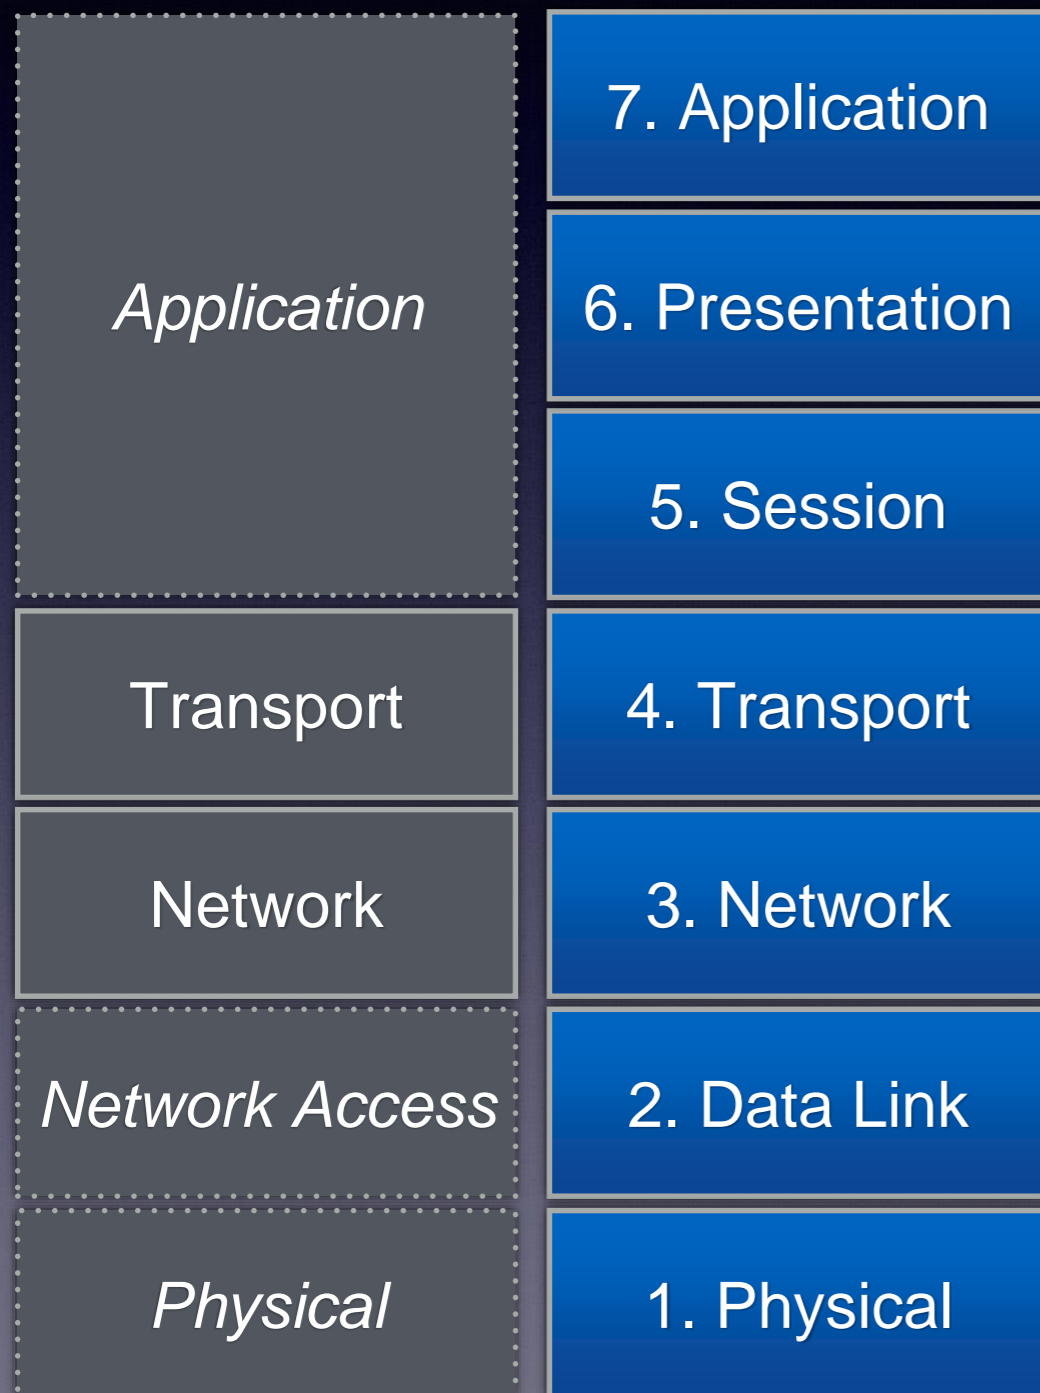 7. Application
Application
6. Presentation
5. Session
Transport
4. Transport
Network
3. Network
Network Access
2. Data Link
Physical
1. Physical